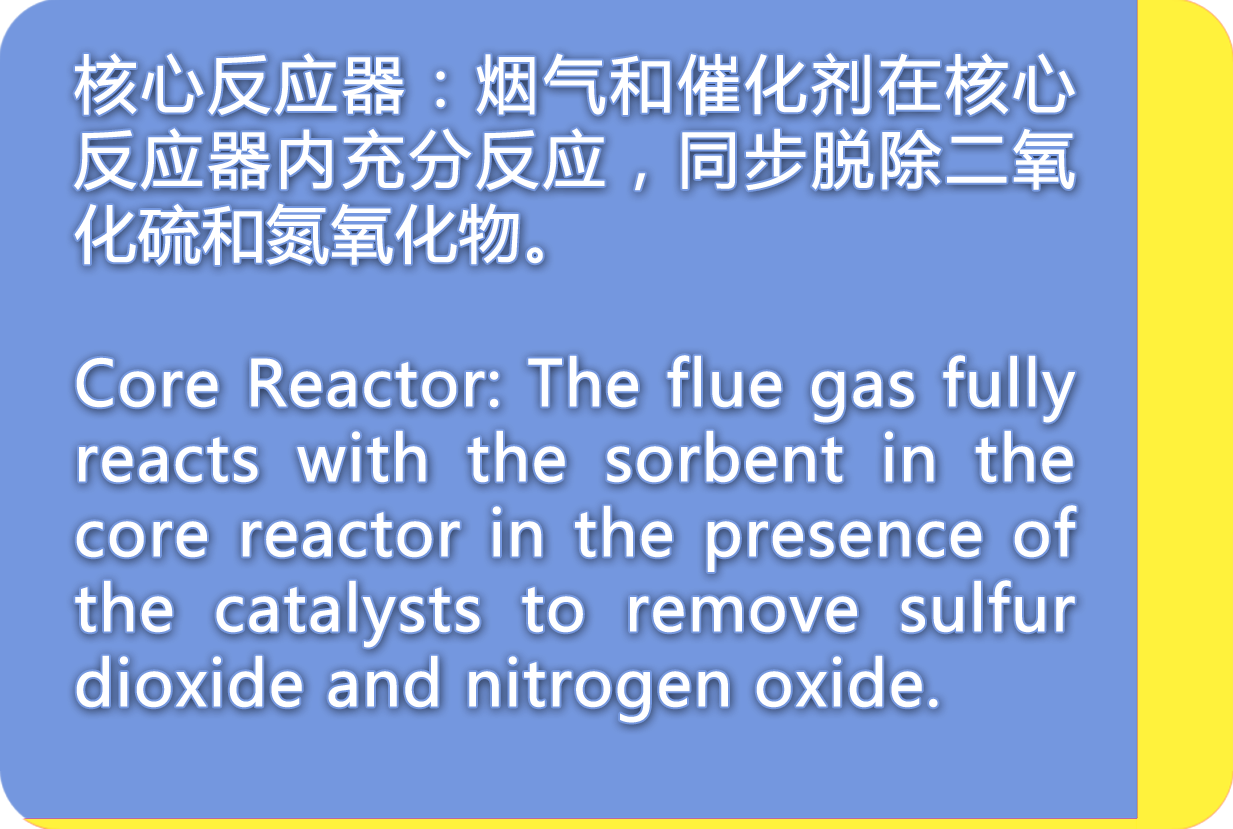 核心反应器：烟气和催化剂在核心
反应器内充分反应，同步脱除二氧
化硫和氮氧化物。
Core Reactor: The flue gas fully
reacts with the sorbent in the
core reactor in the presence of
the catalysts to remove sulfur
dioxide and nitrogen oxide.